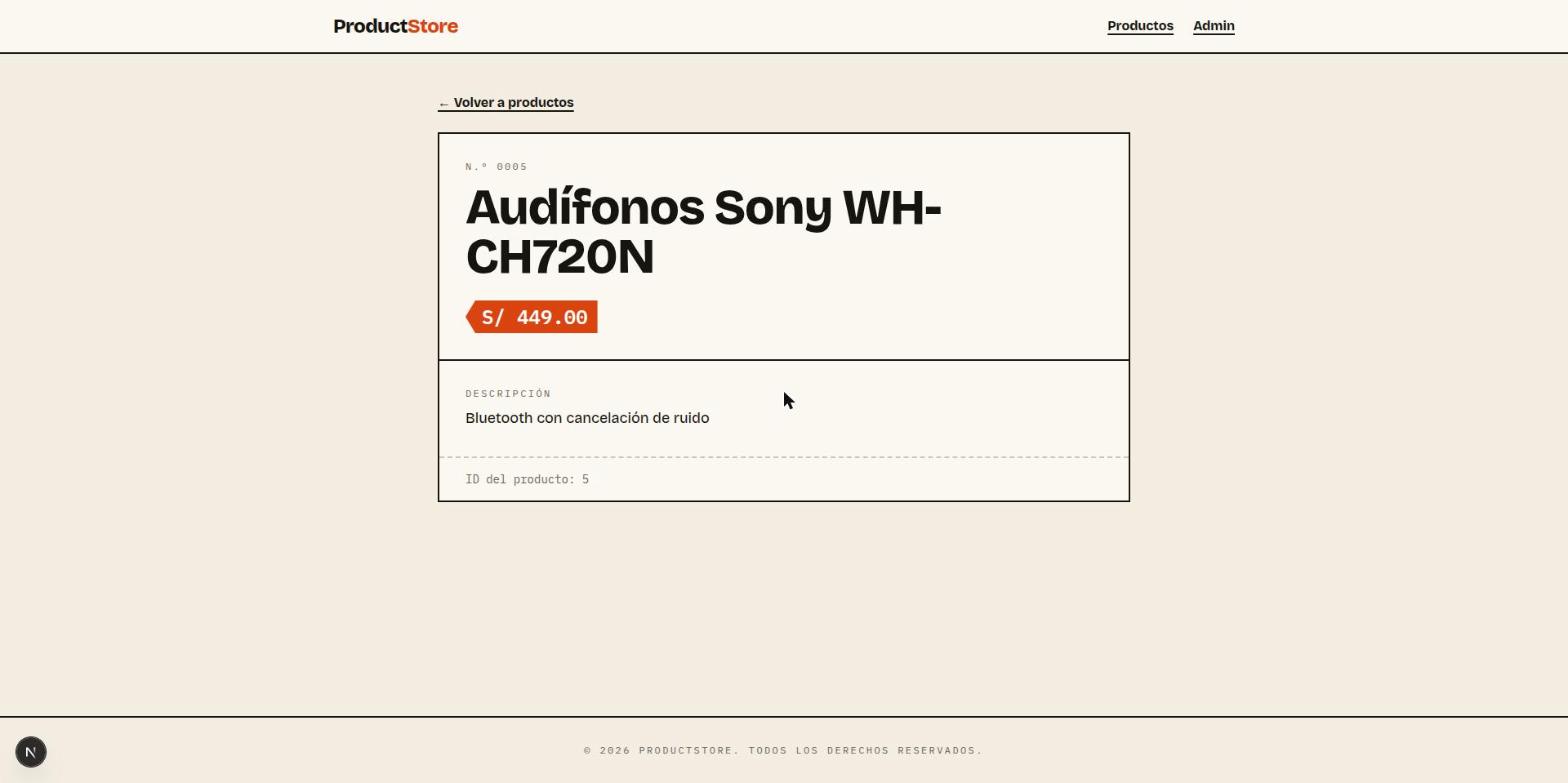 ProductStore
Productos
Admin
← Volver a productos
N.º 0005
Audífonos Sony WH-
CH720N
S/ 449.00
DESCRIPCIÓN
Bluetooth con cancelación de ruido
ID del producto: 5
N
© 2026 PRODUCTSTORE. TODOS LOS DERECHOS RESERVADOS.